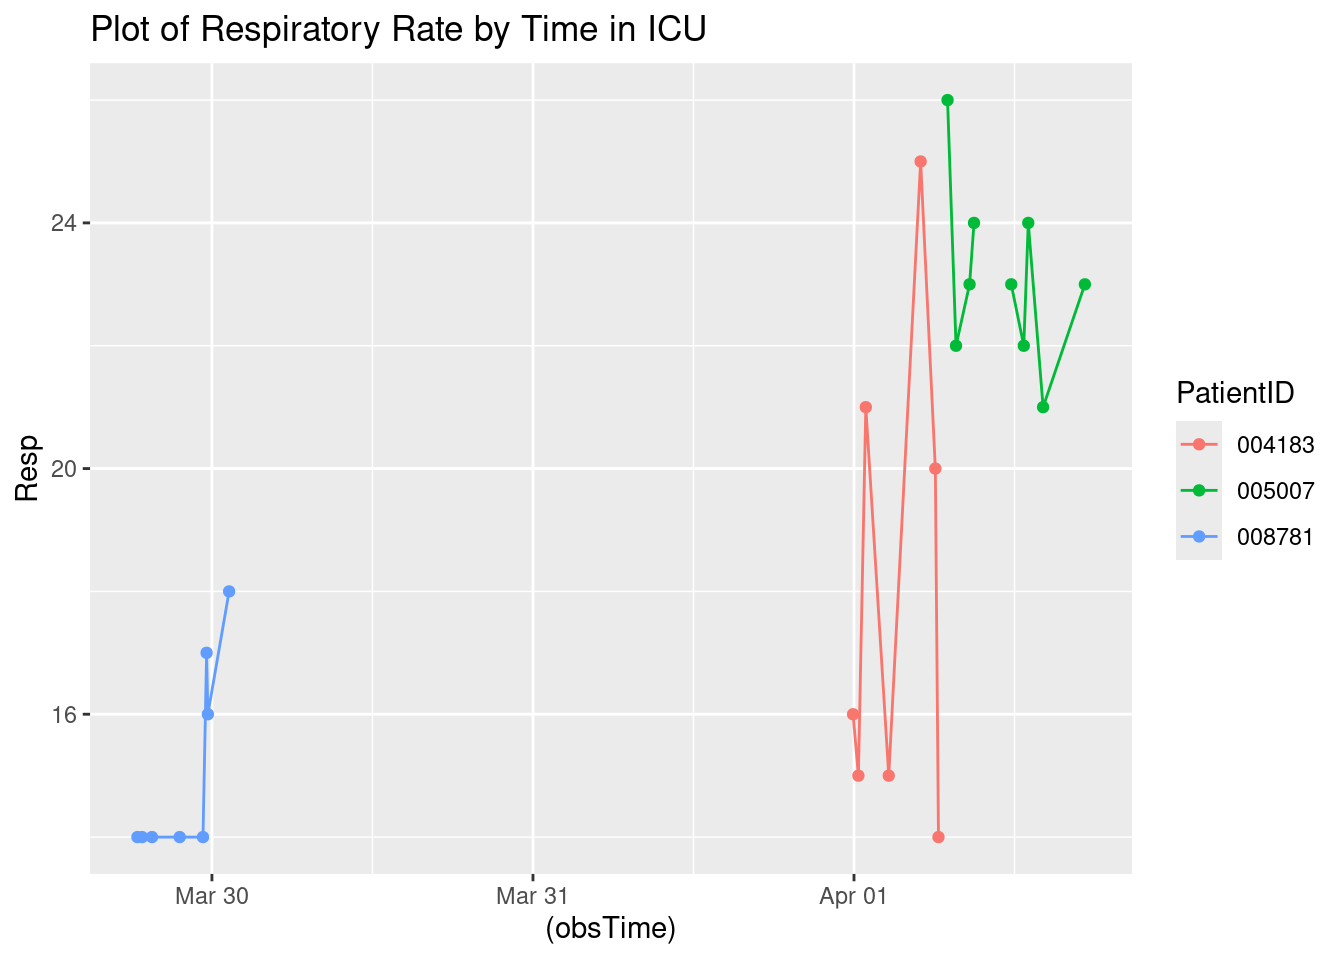 Plot of Respiratory Rate by Time in ICU
24
20
16
Resp
Mar 30
Mar 31
Apr 01
(obsTime)
PatientID
004183
005007
008781